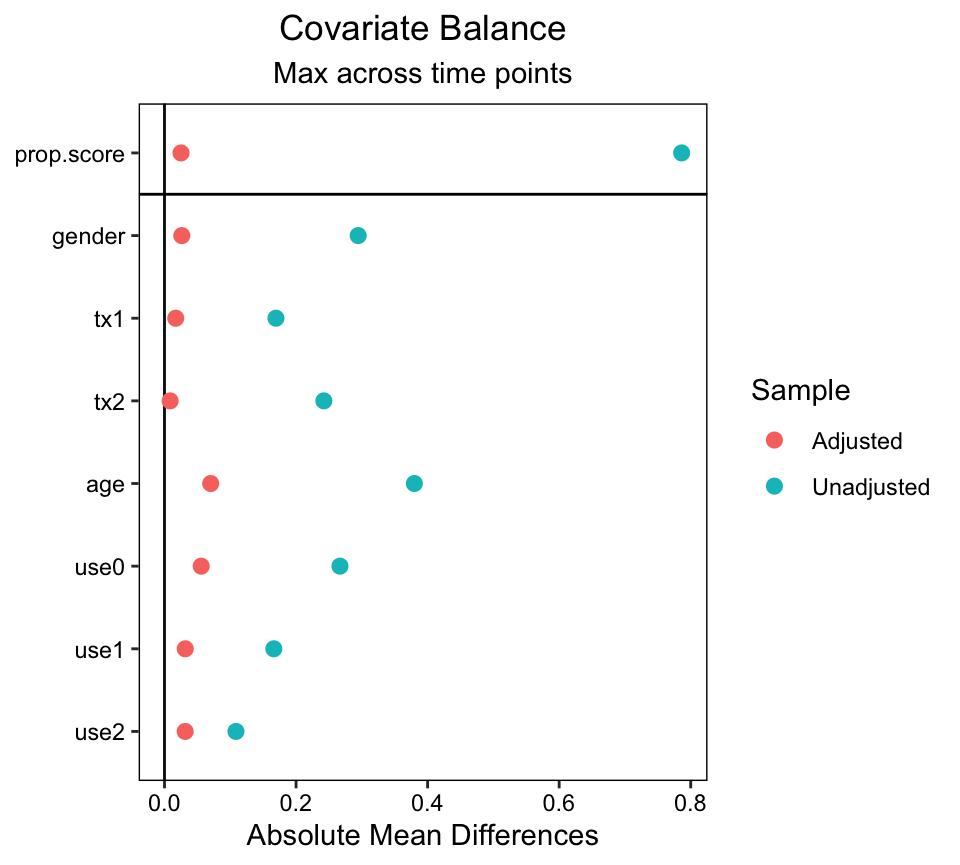 Covariate Balance
Max across time points
prop.score
gender
tx1
tx2
age
use0
use1
use2
0.0 0.2 0.4 0.6 0.8
Absolute Mean Differences
Sample
Adjusted
Unadjusted